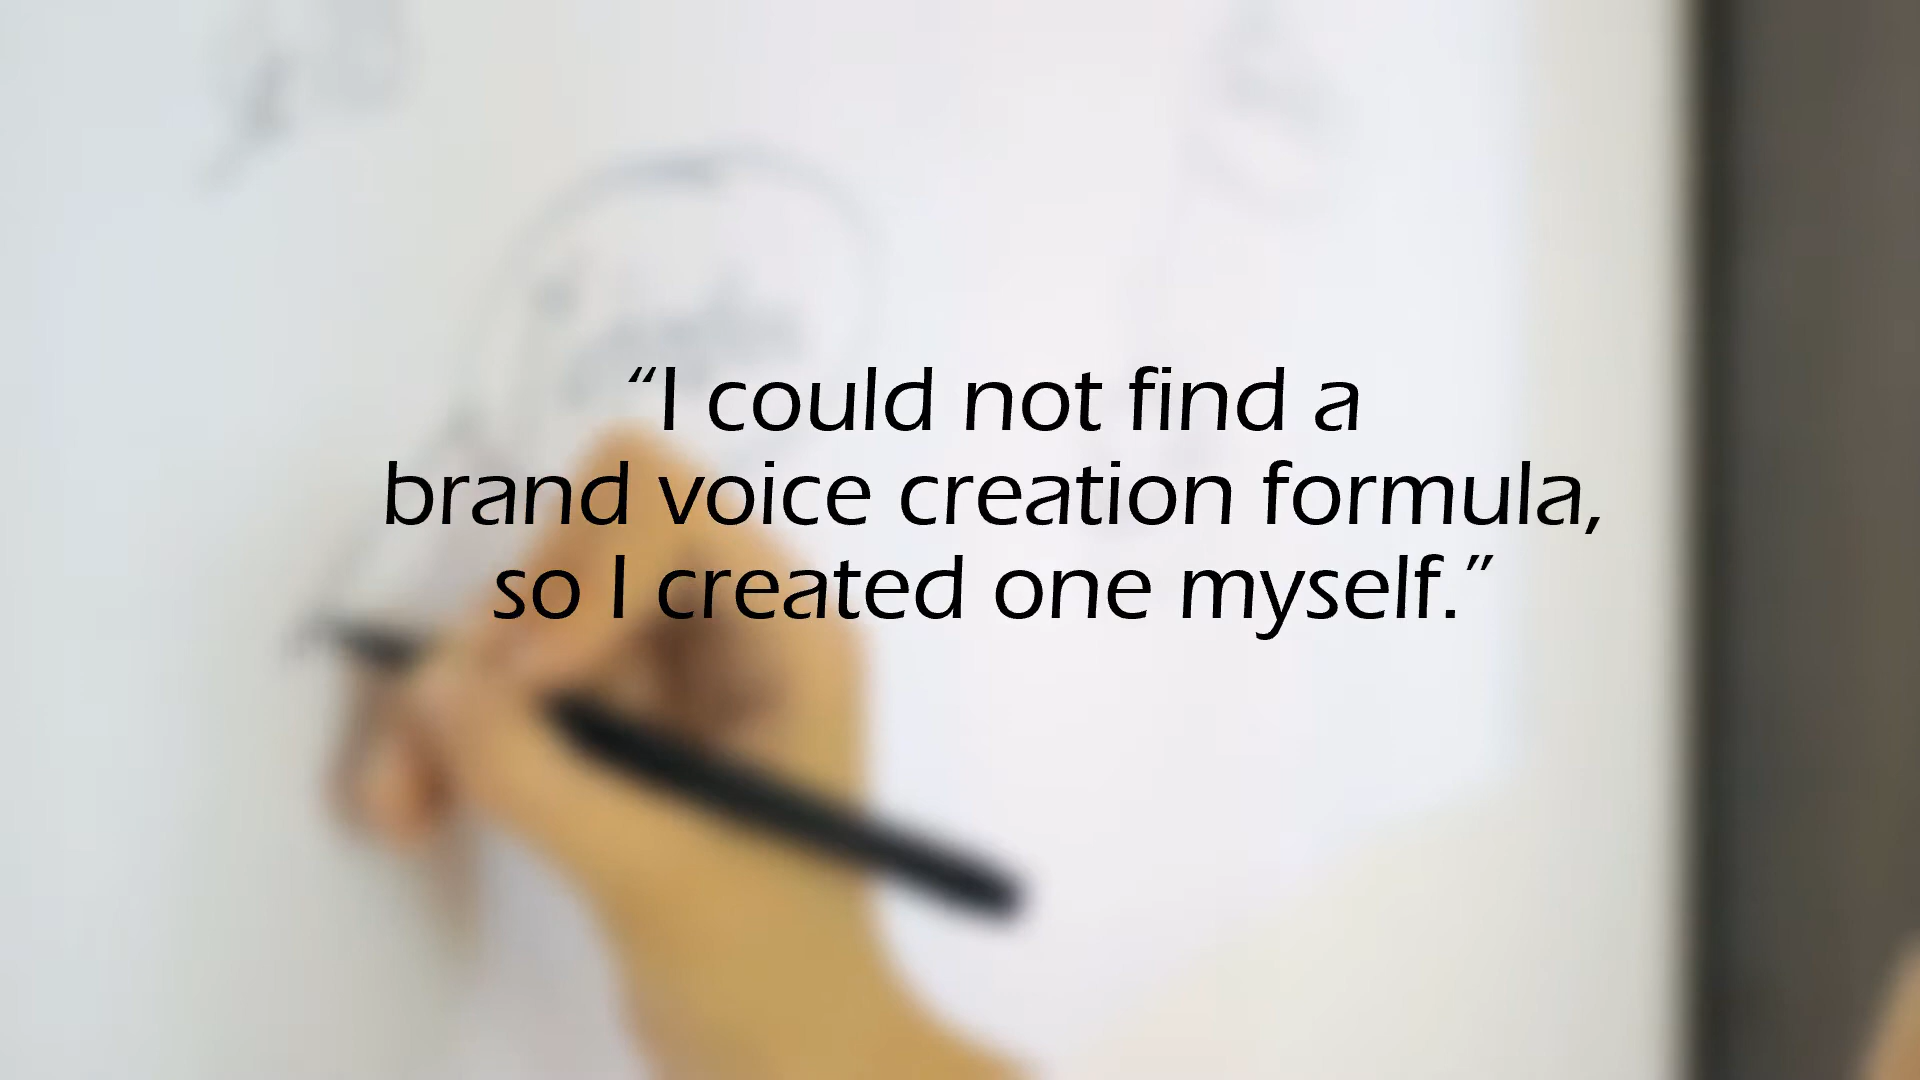 “I could not find a
brand voice creation formula,
so I created one myself.”